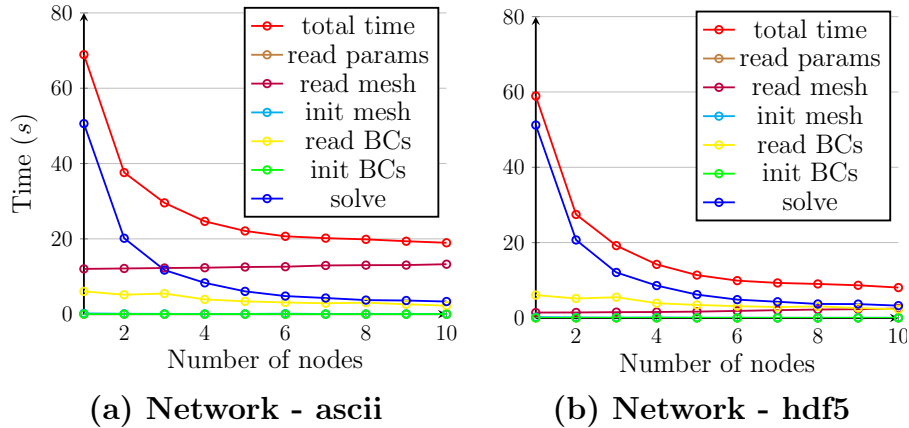 80
60
40
20
0
Time (s)
2
4
6
8
10
Number of nodes
total time
read params
read mesh
init mesh
read BCs
init BCs
solve
(a) Network - ascii
80
60
40
20
0
2
4
6
8
10
Number of nodes
total time
read params
read mesh
init mesh
read BCs
init BCs
solve
(b) Network - hdf5